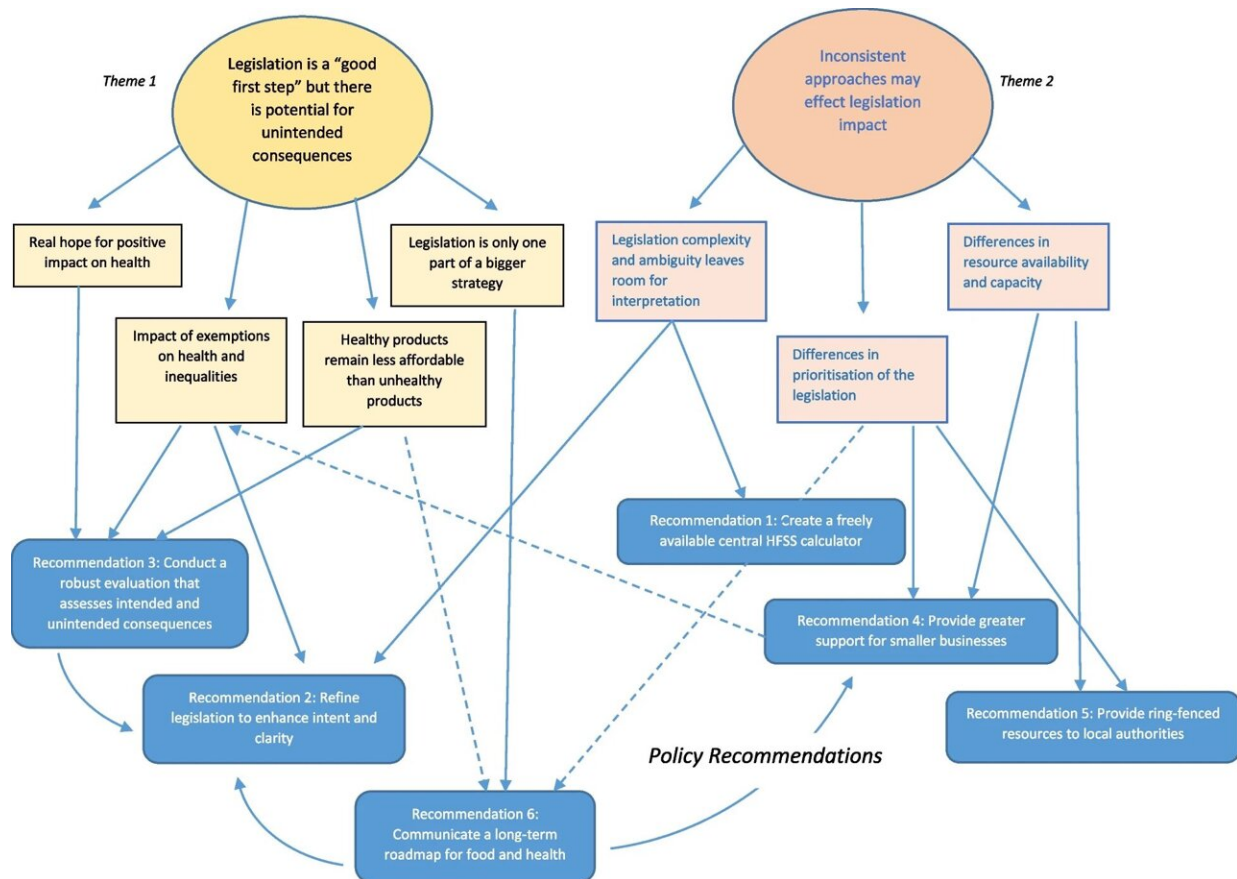 Theme 1
Legislation is a “good
first step” but there
is potential for
unintended
consequences
Inconsistent
approaches may
effect legislation
impact
Theme 2
Real hope for positive
impact on health
Legislation is only one
part of a bigger
strategy
Legislation complexity
and ambiguity leaves
room for
interpretation
Differences in
resource availability
and capacity
Impact of exemptions
on health and
inequalities
Healthy products
remain less affordable
than unhealthy
products
Differences in
prioritisation of the
legislation
Recommendation 1: Create a freely
available central HFSS calculator
Recommendation 3: Conduct a
robust evaluation that
assesses intended and
unintended consequences
Recommendation 4: Provide greater
support for smaller businesses
Recommendation 2: Refine
legislation to enhance intent and
clarity
Recommendation 5: Provide ring-fenced
resources to local authorities
Policy Recommendations
Recommendation 6:
Communicate a long-term
roadmap for food and health